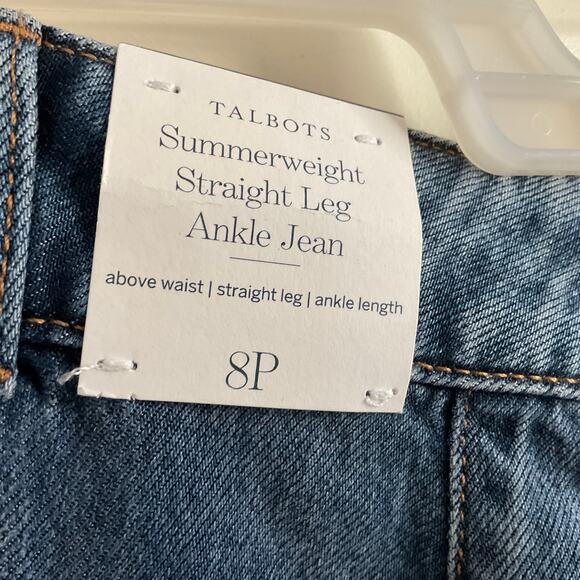 TALBOTS
Summerweight
Straight Leg
Ankle Jean
above waist | straight leg | ankle length
8P